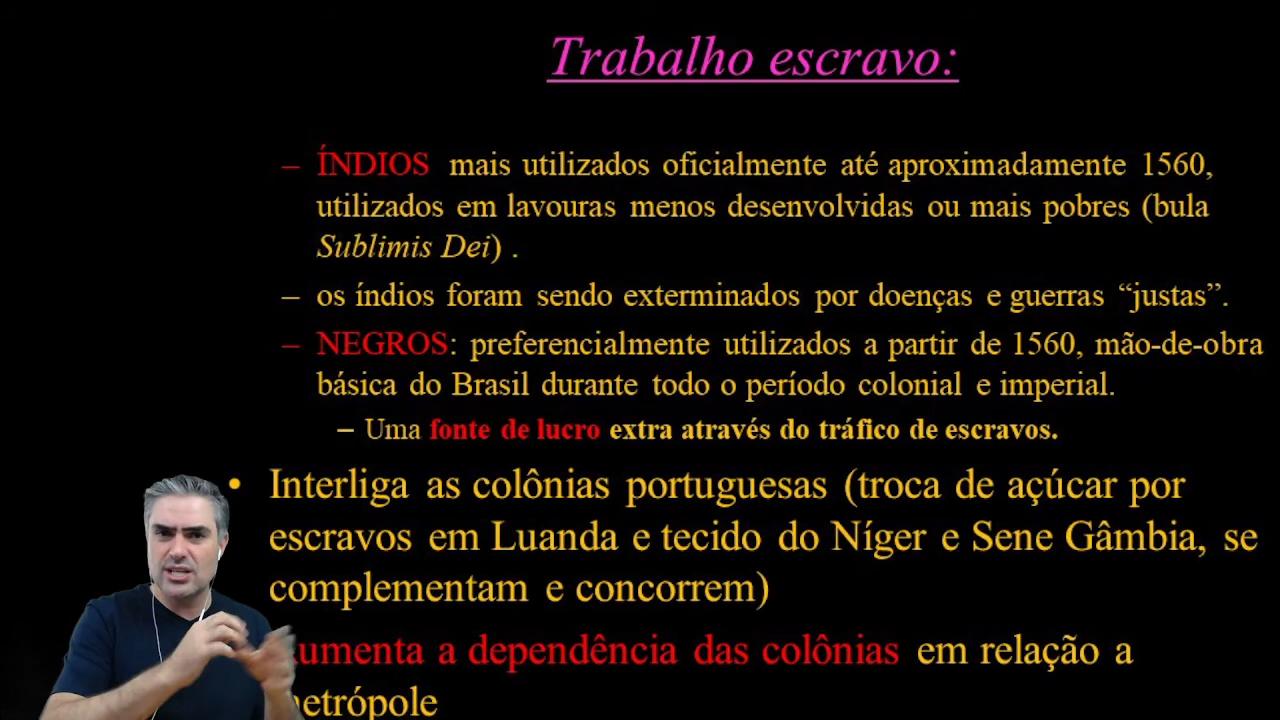 Trabalho escravo:
– ÍNDIOS mais utilizados oficialmente até aproximadamente 1560,
utilizados em lavouras menos desenvolvidas ou mais pobres (bula
Sublimis Dei) .
– os índios foram sendo exterminados por doenças e guerras “justas”.
– NEGROS: preferencialmente utilizados a partir de 1560, mão-de-obra
básica do Brasil durante todo o período colonial e imperial.
– Uma fonte de lucro extra através do tráfico de escravos.
• Interliga as colônias portuguesas (troca de açúcar por
escravos em Luanda e tecido do Níger e Sene Gâmbia, se
complementam e concorrem)
umenta a dependência das colônias em relação a
etrópole